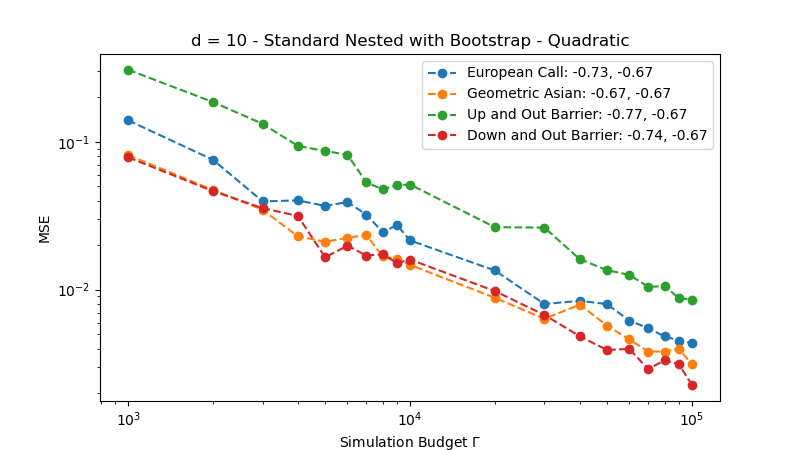 d = 10 - Standard Nested with Bootstrap - Quadratic
European Call: -0.73, -0.67
Geometric Asian: -0.67, -0.67
Up and Out Barrier: -0.77, -0.67
Down and Out Barrier: -0.74, -0.67
MSE
10⁻¹
10⁻²
10³
10⁴
10⁵
Simulation Budget Γ